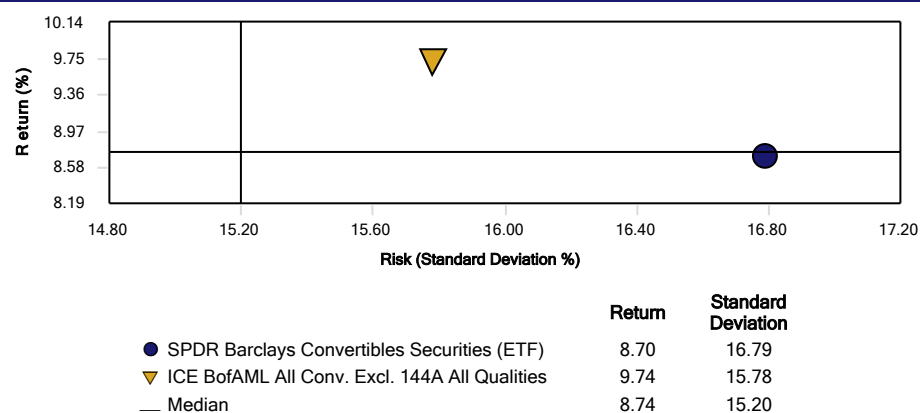 10.14
9.75
9.36
8.97
8.58
8.19
Return (%)
14.80 15.20 15.60 16.00 16.40 16.80 17.20
Risk (Standard Deviation %)
Return Standard Deviation
SPDR Barclays Convertibles Securities (ETF) 8.70 16.79
ICE BofAML All Conv. Excl. 144A All Qualities 9.74 15.78
Median 8.74 15.20